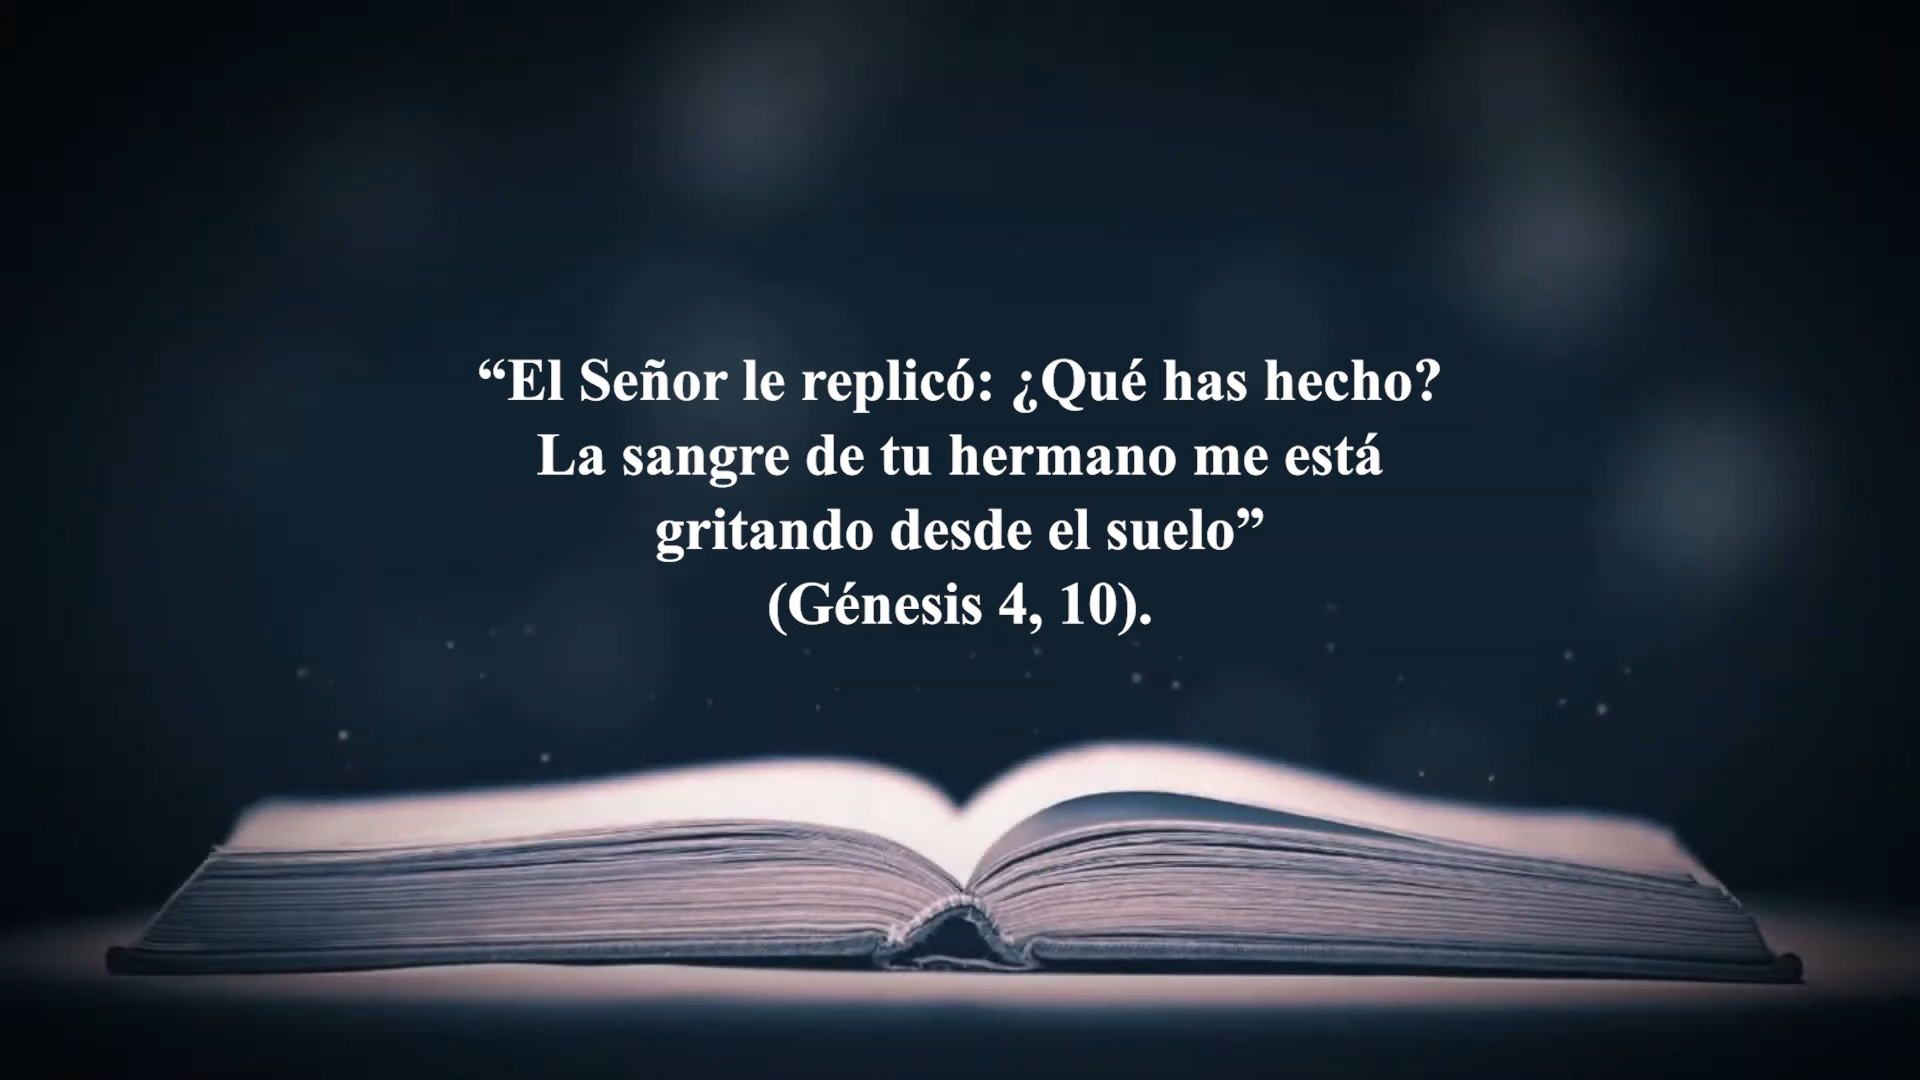 “El Señor le replicó: ¿Qué has hecho?
La sangre de tu hermano me está
gritando desde el suelo”
(Génesis 4, 10).